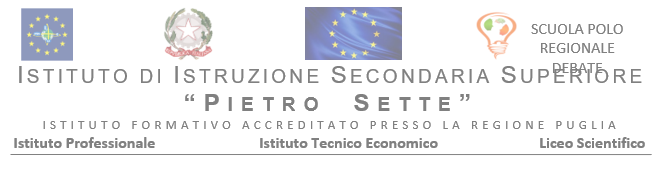 SCUOLA POLO
REGIONALE
DEBATE
ISTITUTO DI ISTRUZIONE SECONDARIA SUPERIORE
“PIETRO SETTE”
ISTITUTO FORMATIVO ACCREDITATO PRESSO LA REGIONE PUGLIA
Istituto Professionale Istituto Tecnico Economico Liceo Scientifico